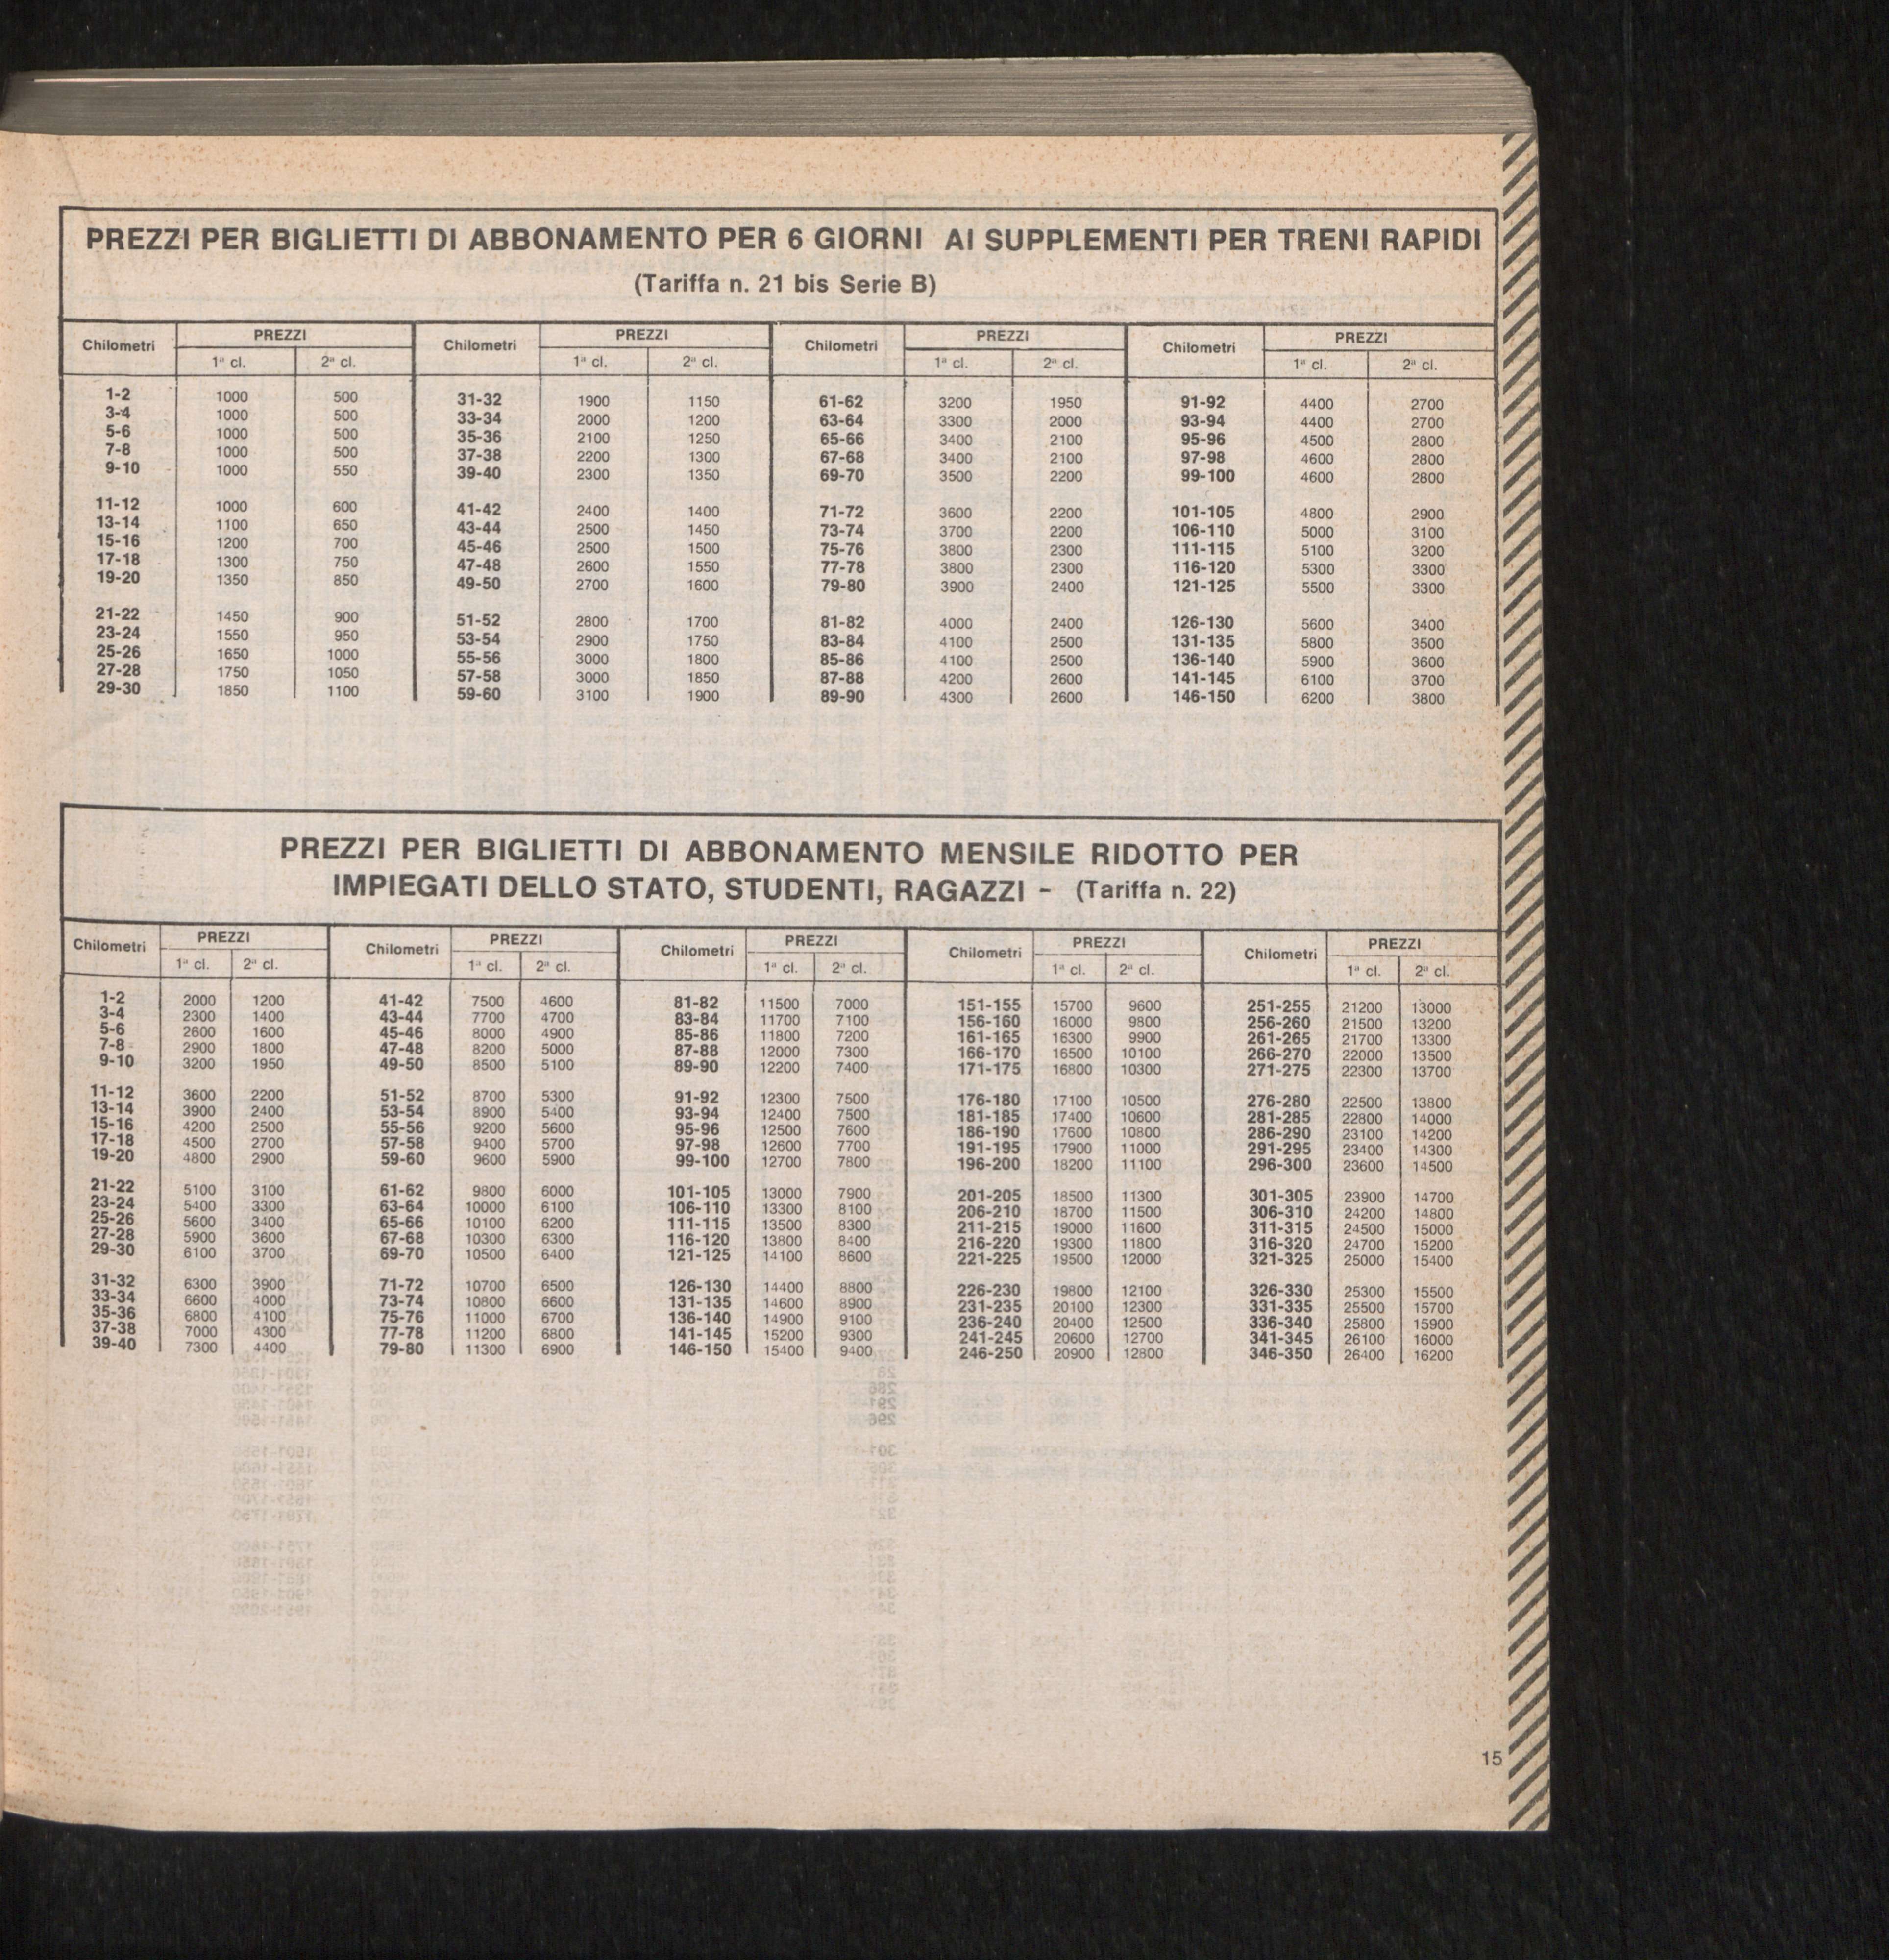 PREZZI PER BIGLIETTI DI ABBONAMENTO PER 6 GIORNI AI SUPPLEMENTI PER TRENI RAPIDI
(Tariffa n. 21 bis Serie B)
Chilometri PREZZI Chilometri PREZZI Chilometri PREZZI Chilometri PREZZI
1ª cl. 2ª cl. 1ª cl. 2ª cl. 1ª cl. 2ª cl. 1ª cl. 2ª cl.
1-2 1000 500 31-32 1900 1150 61-62 3200 1950 91-92 4400 2700
3-4 1000 500 33-34 2000 1200 63-64 3300 2000 93-94 4400 2700
5-6 1000 500 35-36 2100 1250 65-66 3400 2100 95-96 4500 2800
7-8 1000 500 37-38 2200 1300 67-68 3400 2100 97-98 4600 2800
9-10 1000 550 39-40 2300 1350 69-70 3500 2200 99-100 4600 2800
11-12 1000 600 41-42 2400 1400 71-72 3600 2200 101-105 4800 2900
13-14 1100 650 43-44 2500 1450 73-74 3700 2200 106-110 5000 3100
15-16 1200 700 45-46 2500 1500 75-76 3800 2300 111-115 5100 3200
17-18 1300 750 47-48 2600 1550 77-78 3800 2300 116-120 5300 3300
19-20 1350 850 49-50 2700 1600 79-80 3900 2400 121-125 5500 3300
21-22 1450 900 51-52 2800 1700 81-82 4000 2400 126-130 5600 3400
23-24 1550 950 53-54 2900 1750 83-84 4100 2500 131-135 5800 3500
25-26 1650 1000 55-56 3000 1800 85-86 4100 2500 136-140 5900 3600
27-28 1750 1050 57-58 3000 1850 87-88 4200 2600 141-145 6100 3700
29-30 1850 1100 59-60 3100 1900 89-90 4300 2600 146-150 6200 3800
PREZZI PER BIGLIETTI DI ABBONAMENTO MENSILE RIDOTTO PER
IMPIEGATI DELLO STATO, STUDENTI, RAGAZZI - (Tariffa n. 22)
Chilometri PREZZI Chilometri PREZZI Chilometri PREZZI Chilometri PREZZI Chilometri PREZZI
1ª cl. 2ª cl. 1ª cl. 2ª cl. 1ª cl. 2ª cl. 1ª cl. 2ª cl. 1ª cl. 2ª cl.
1-2 2000 1200 41-42 7500 4600 81-82 11500 7000 151-155 15700 9600 251-255 21200 13000
3-4 2300 1400 43-44 7700 4700 83-84 11700 7100 156-160 16000 9800 256-260 21500 13200
5-6 2600 1600 45-46 8000 4900 85-86 11800 7200 161-165 16300 9900 261-265 21700 13300
7-8 2900 1800 47-48 8200 5000 87-88 12000 7300 166-170 16500 10100 266-270 22000 13500
9-10 3200 1950 49-50 8500 5100 89-90 12200 7400 171-175 16800 10300 271-275 22300 13700
11-12 3600 2200 51-52 8700 5300 91-92 12300 7500 176-180 17100 10500 276-280 22500 13800
13-14 3900 2400 53-54 8900 5400 93-94 12400 7500 181-185 17400 10600 281-285 22800 14000
15-16 4200 2500 55-56 9200 5600 95-96 12500 7600 186-190 17600 10800 286-290 23100 14200
17-18 4500 2700 57-58 9400 5700 97-98 12600 7700 191-195 17900 11000 291-295 23400 14300
19-20 4800 2900 59-60 9600 5900 99-100 12700 7800 196-200 18200 11100 296-300 23600 14500
21-22 5100 3100 61-62 9800 6000 101-105 13000 7900 201-205 18500 11300 301-305 23900 14700
23-24 5400 3300 63-64 10000 6100 106-110 13300 8100 206-210 18700 11500 306-310 24200 14800
25-26 5600 3400 65-66 10100 6200 111-115 13500 8300 211-215 19000 11600 311-315 24500 15000
27-28 5900 3600 67-68 10300 6300 116-120 13800 8400 216-220 19300 11800 316-320 24700 15200
29-30 6100 3700 69-70 10500 6400 121-125 14100 8600 221-225 19500 12000 321-325 25000 15400
31-32 6300 3900 71-72 10700 6500 126-130 14400 8800 226-230 19800 12100 326-330 25300 15500
33-34 6600 4000 73-74 10800 6600 131-135 14600 8900 231-235 20100 12300 331-335 25500 15700
35-36 6800 4100 75-76 11000 6700 136-140 14900 9100 236-240 20400 12500 336-340 25800 15900
37-38 7000 4300 77-78 11200 6800 141-145 15200 9300 241-245 20600 12700 341-345 26100 16000
39-40 7300 4400 79-80 11300 6900 146-150 15400 9400 246-250 20900 12800 346-350 26400 16200
15